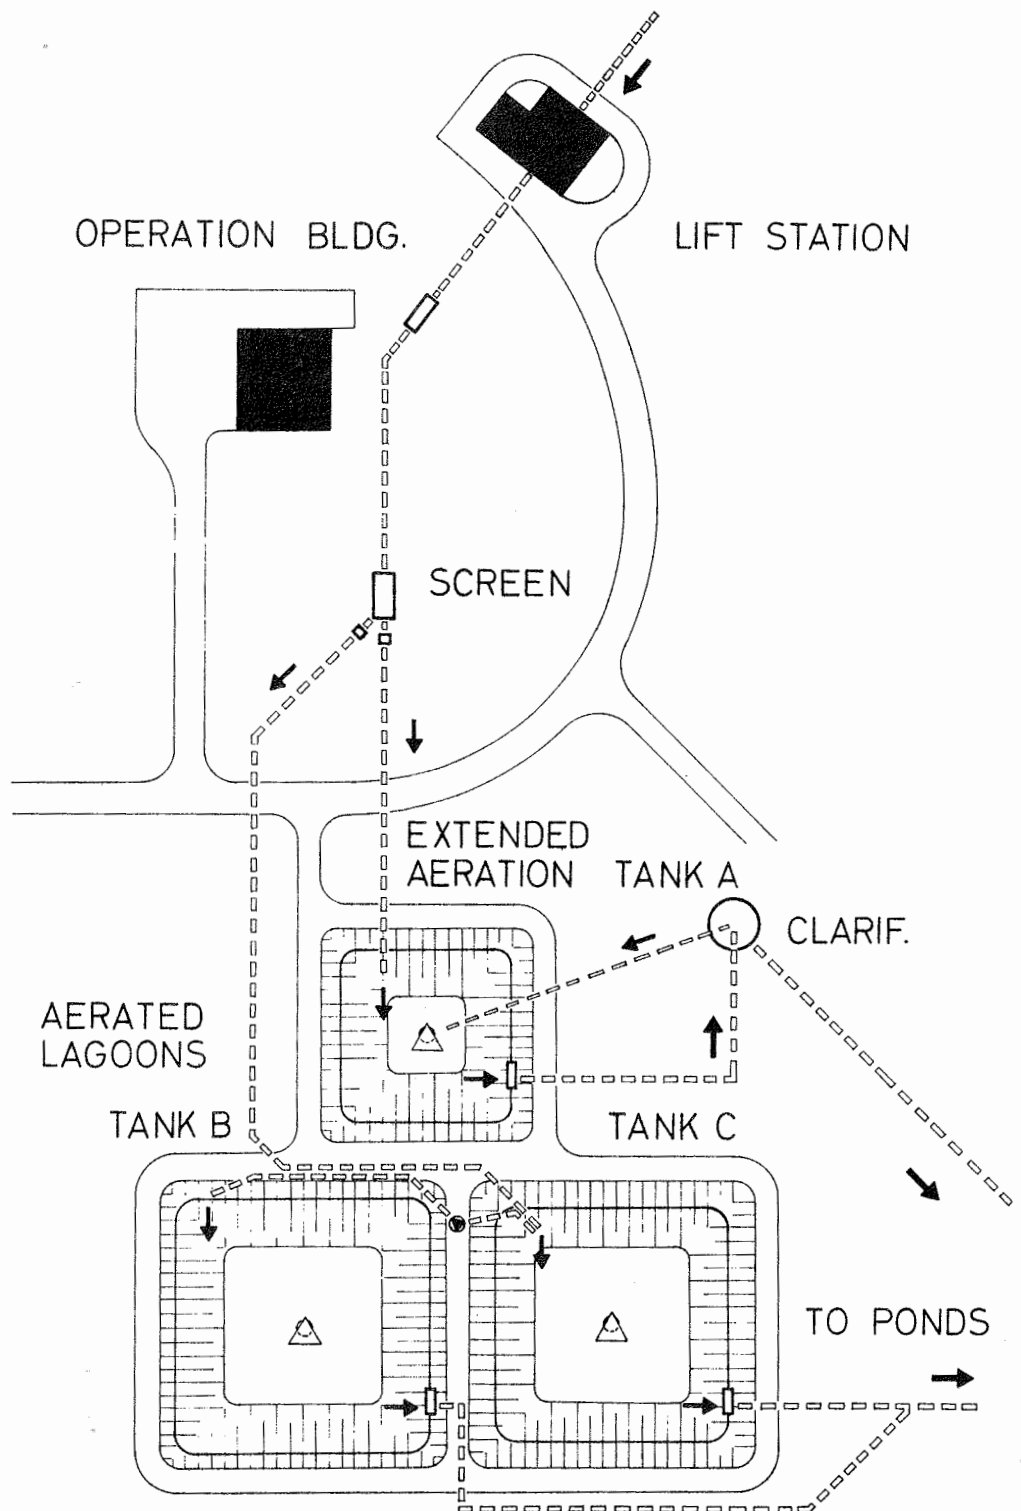 OPERATION BLDG.
LIFT STATION
SCREEN
EXTENDED
AERATION
TANK A
CLARIF.
AERATED
LAGOONS
TANK B
TANK C
TO PONDS